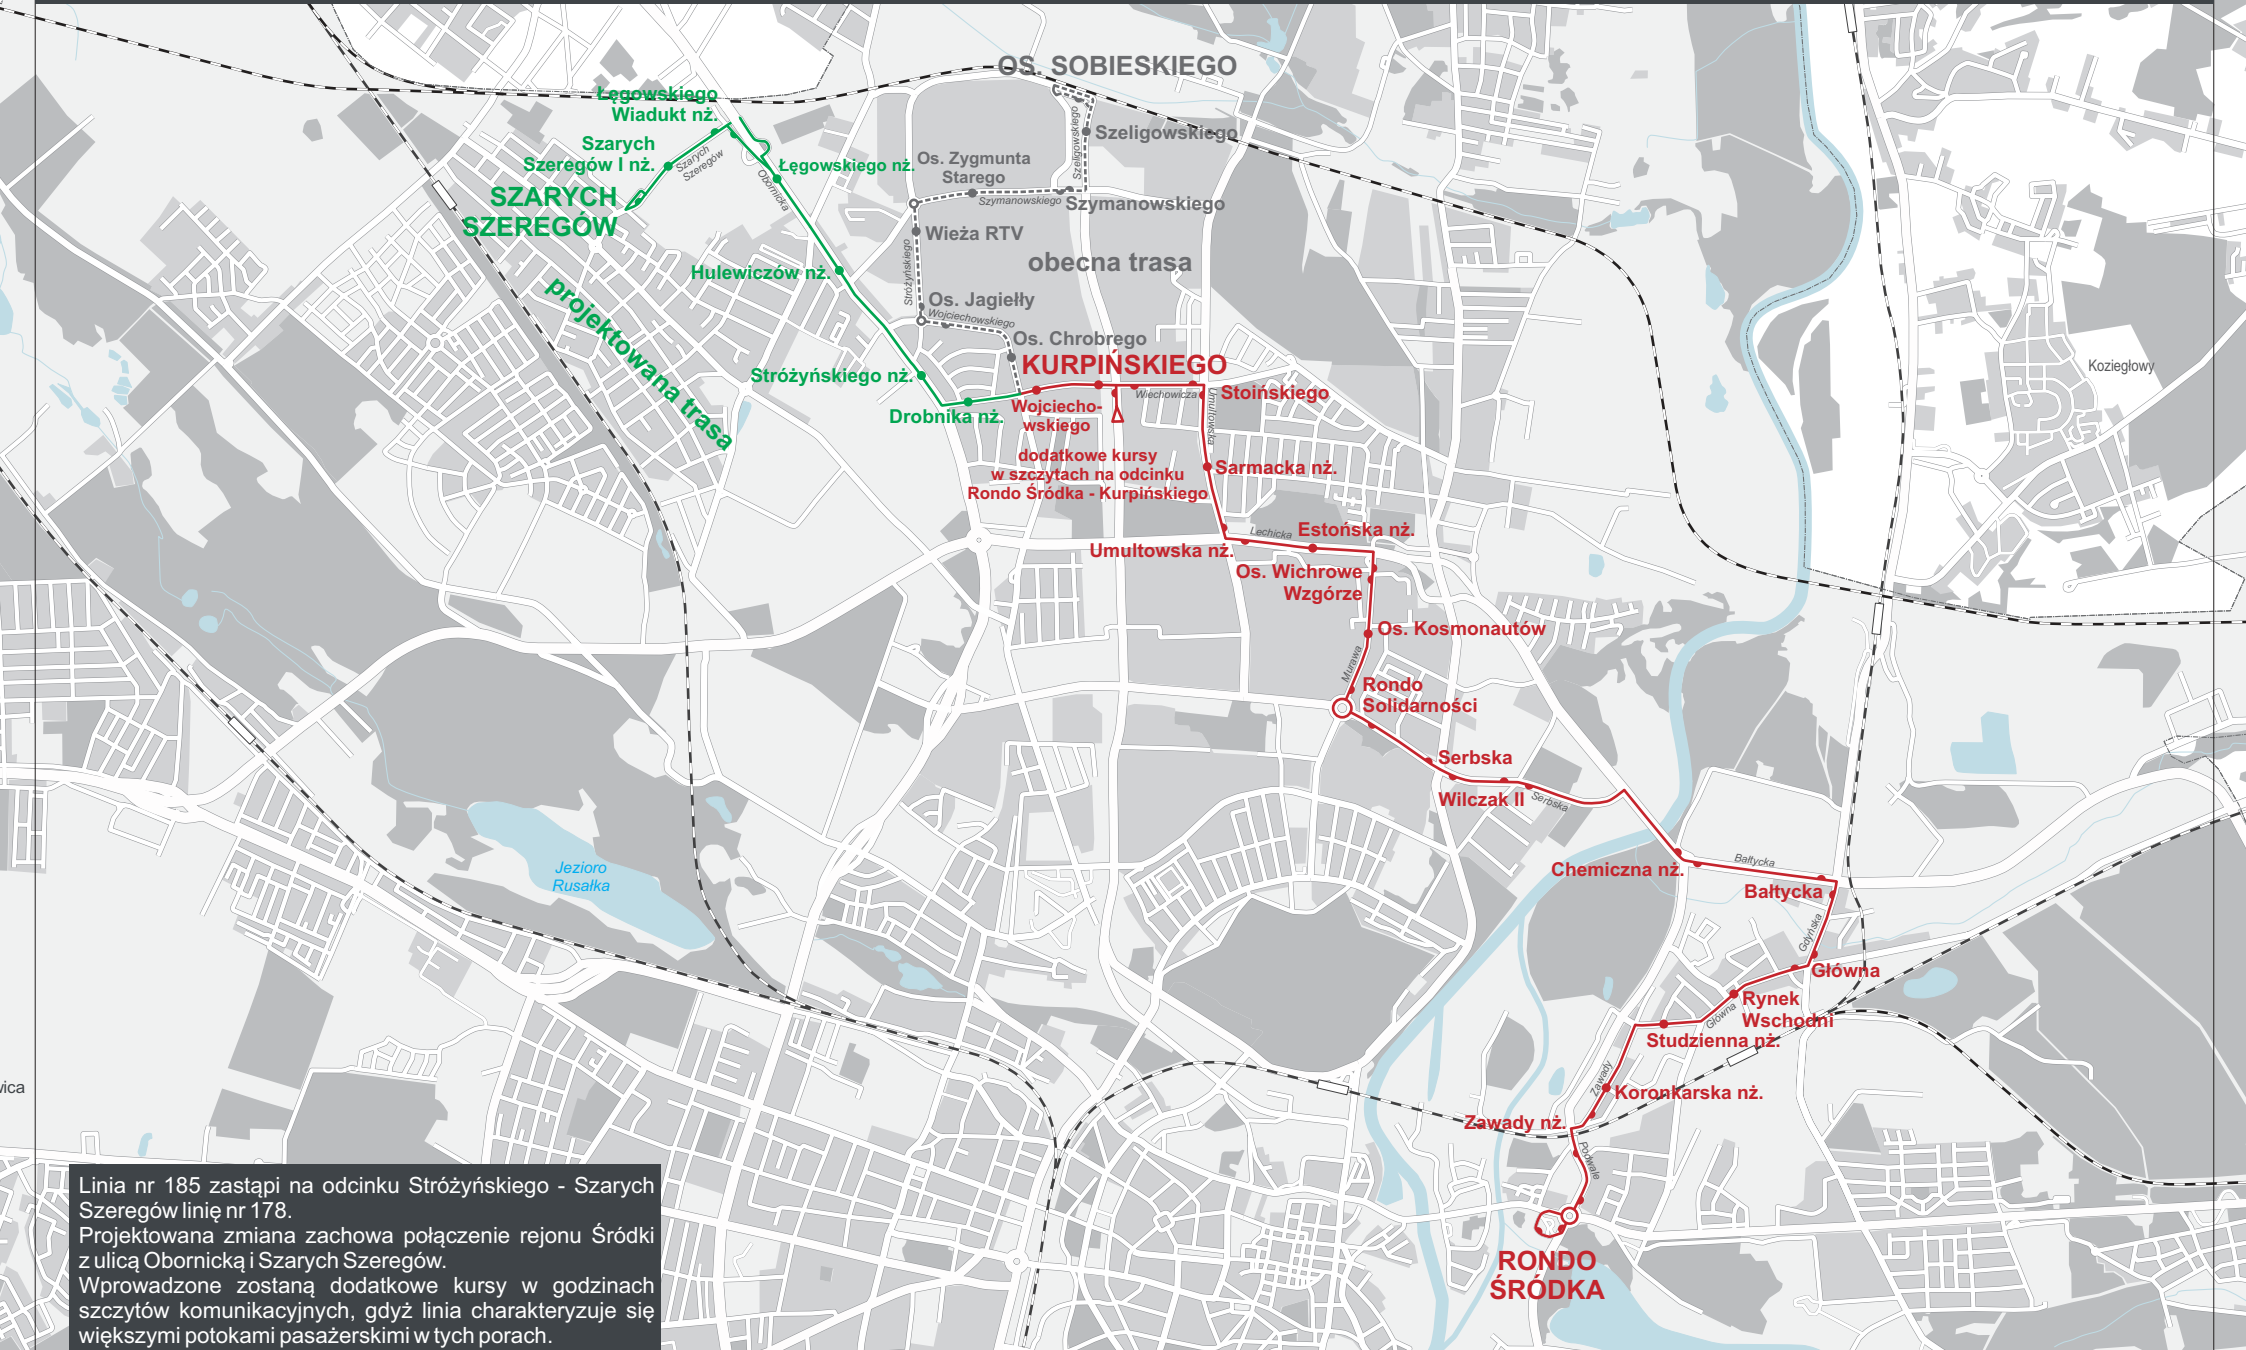 OS. SOBIESKIEGO
Łęgowskiego
Wiadukt nż.
Szarych
Szeregów I nż.
Szarych
Szeregów
SZARYCH
SZEREGÓW
Łęgowskiego nż.
Obornicka
Szeligowskiego
Szeligowskiego
Os. Zygmunta
Starego
Szymanowskiego
Szymanowskiego
Wieża RTV
Stróżyńskiego
obecna trasa
Hulewiczów nż.
projektowana trasa
Os. Jagiełły
Wojciechowskiego
Os. Chrobrego
KURPIŃSKIEGO
Stróżyńskiego nż.
Drobnika nż.
Wojciecho-
wskiego
Wiechowicza
Umultowska
Stoińskiego
Koziegłowy
dodatkowe kursy
w szczytach na odcinku
Rondo Śródka - Kurpińskiego
Sarmacka nż.
Lechicka
Estońska nż.
Umultowska nż.
Os. Wichrowe
Wzgórze
Os. Kosmonautów
Murawa
Rondo
Solidarności
Serbska
Wilczak II
Serbska
Chemiczna nż.
Bałtycka
Bałtycka
Gdyńska
Jezioro
Rusałka
Główna
Rynek
Wschodni
Główna
Studzienna nż.
Zawady
Koronkarska nż.
Zawady nż.
Podwale
RONDO
ŚRÓDKA
wica
Linia nr 185 zastąpi na odcinku Stróżyńskiego - Szarych
Szeregów linię nr 178.
Projektowana zmiana zachowa połączenie rejonu Śródki
z ulicą Obornicką i Szarych Szeregów.
Wprowadzone zostaną dodatkowe kursy w godzinach
szczytów komunikacyjnych, gdyż linia charakteryzuje się
większymi potokami pasażerskimi w tych porach.